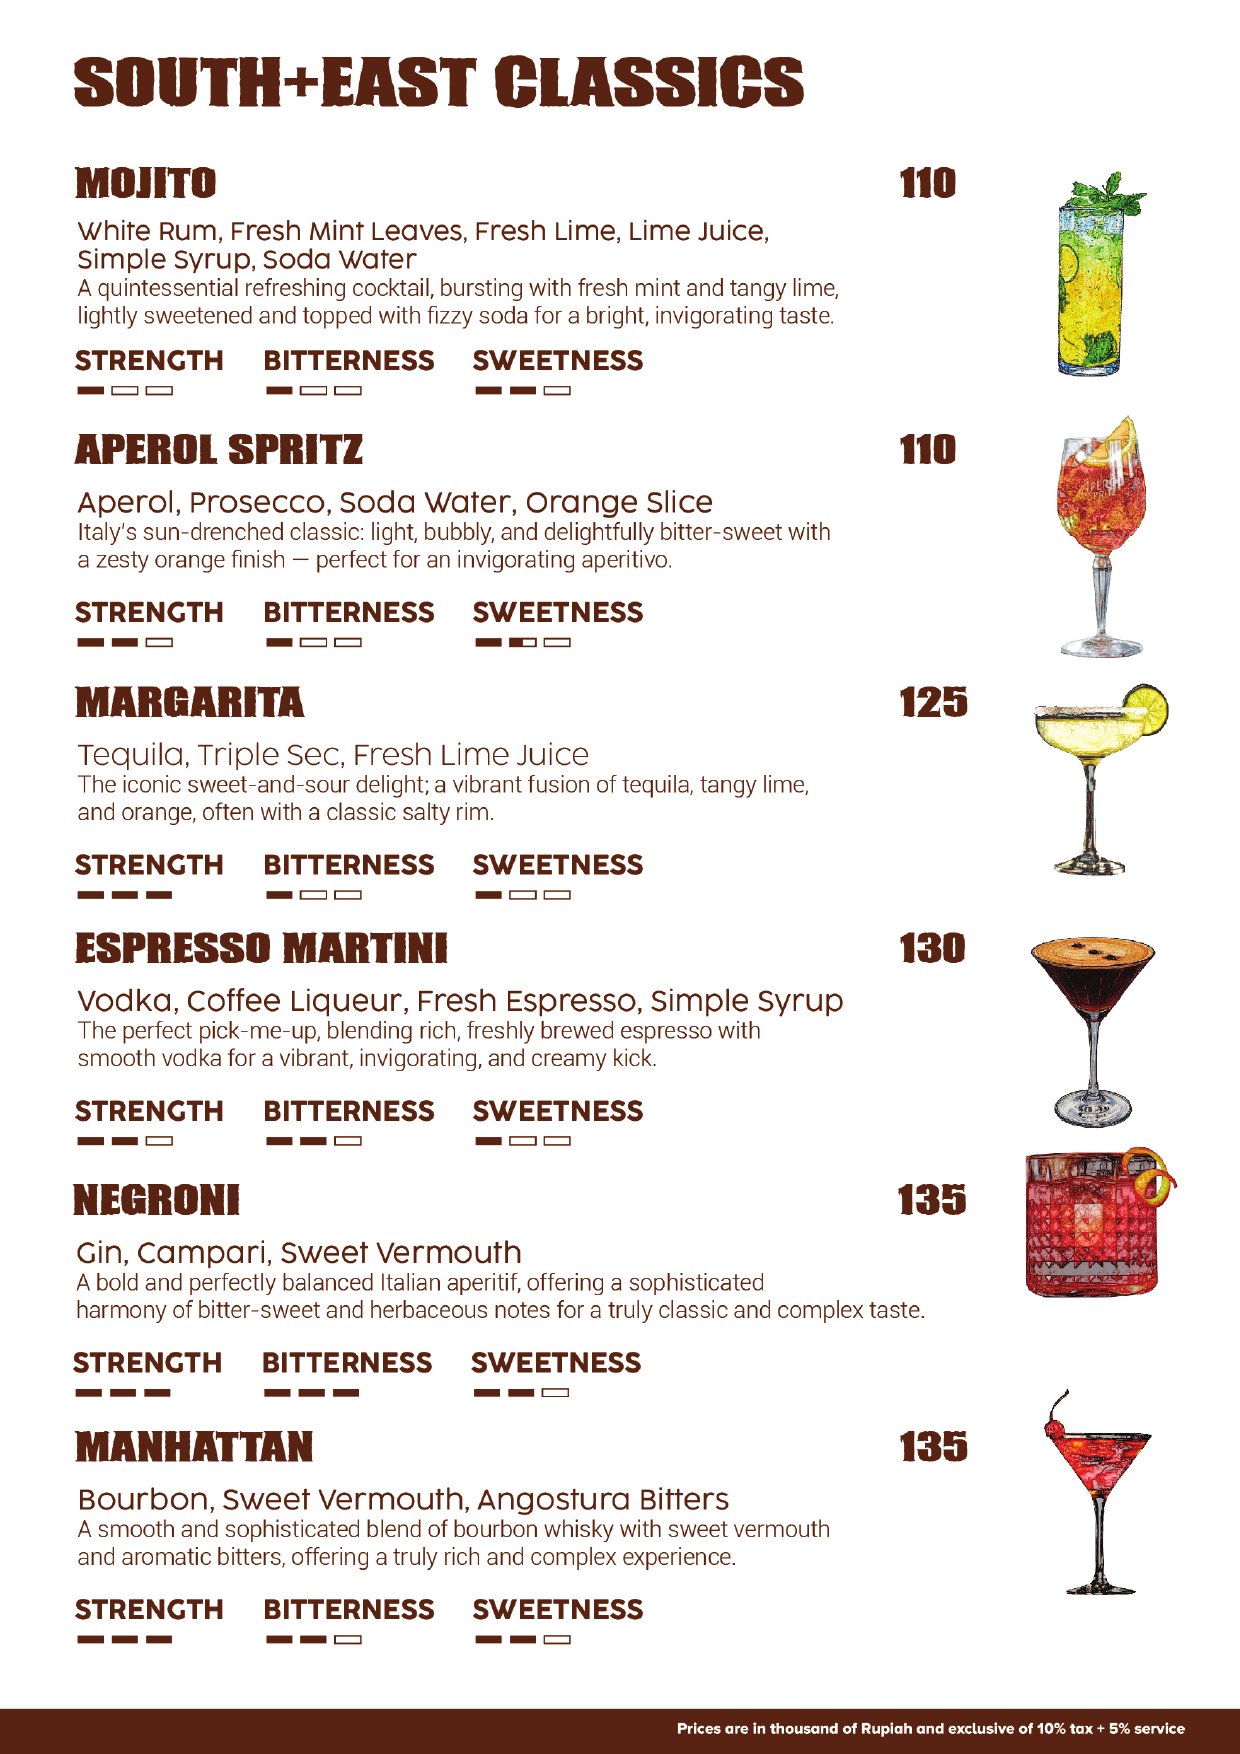 SOUTH+EAST CLASSICS
MOJITO 110
White Rum, Fresh Mint Leaves, Fresh Lime, Lime Juice,
Simple Syrup, Soda Water
A quintessential refreshing cocktail, bursting with fresh mint and tangy lime,
lightly sweetened and topped with fizzy soda for a bright, invigorating taste.
STRENGTH BITTERNESS SWEETNESS
APEROL SPRITZ 110
Aperol, Prosecco, Soda Water, Orange Slice
Italy's sun-drenched classic: light, bubbly, and delightfully bitter-sweet with
a zesty orange finish — perfect for an invigorating aperitivo.
STRENGTH BITTERNESS SWEETNESS
MARGARITA 125
Tequila, Triple Sec, Fresh Lime Juice
The iconic sweet-and-sour delight; a vibrant fusion of tequila, tangy lime,
and orange, often with a classic salty rim.
STRENGTH BITTERNESS SWEETNESS
ESPRESSO MARTINI 130
Vodka, Coffee Liqueur, Fresh Espresso, Simple Syrup
The perfect pick-me-up, blending rich, freshly brewed espresso with
smooth vodka for a vibrant, invigorating, and creamy kick.
STRENGTH BITTERNESS SWEETNESS
NEGRONI 135
Gin, Campari, Sweet Vermouth
A bold and perfectly balanced Italian aperitif, offering a sophisticated
harmony of bitter-sweet and herbaceous notes for a truly classic and complex taste.
STRENGTH BITTERNESS SWEETNESS
MANHATTAN 135
Bourbon, Sweet Vermouth, Angostura Bitters
A smooth and sophisticated blend of bourbon whisky with sweet vermouth
and aromatic bitters, offering a truly rich and complex experience.
STRENGTH BITTERNESS SWEETNESS
Prices are in thousand of Rupiah and exclusive of 10% tax + 5% service